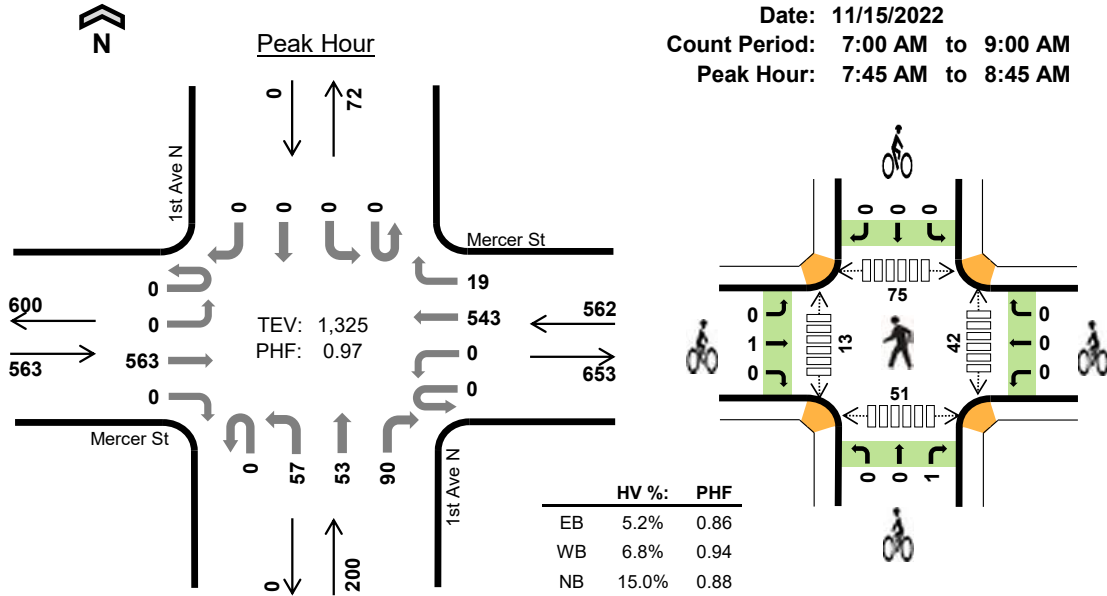 N
Peak Hour
Date: 11/15/2022
Count Period: 7:00 AM to 9:00 AM
Peak Hour: 7:45 AM to 8:45 AM
0
72
1st Ave N
0 0 0 0
Mercer St
0
19
600
0
TEV: 1,325
543
562
563
563
PHF: 0.97
0
653
0
0
Mercer St
0
57
53
90
1st Ave N
0
200
HV %: PHF
EB 5.2% 0.86
WB 6.8% 0.94
NB 15.0% 0.88
0 0 0
75
0
1
0
13
42
0
0
0
51
0 0 1